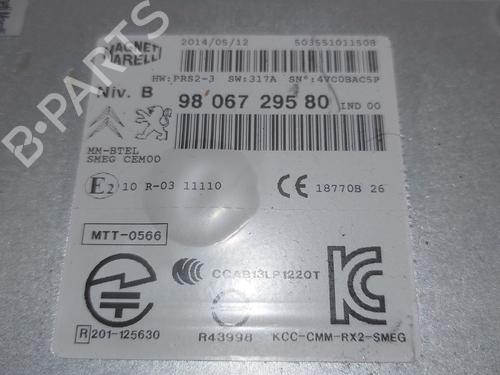 MAGNETI
MARELLI
2014/05/12 503551011508
HW:PRS2-3 SW:317A SN°:47C0BAC5P
Niv. B 98 067 295 80 IND 00
MM-BTEL
SMEG CEM00
E2 10 R-03 11110 CE 18770B 26
MTT-0566
CCAB13LP1220T
R 201-125630 R43998 KCC-CMM-RX2-SMEG
B-PARTS